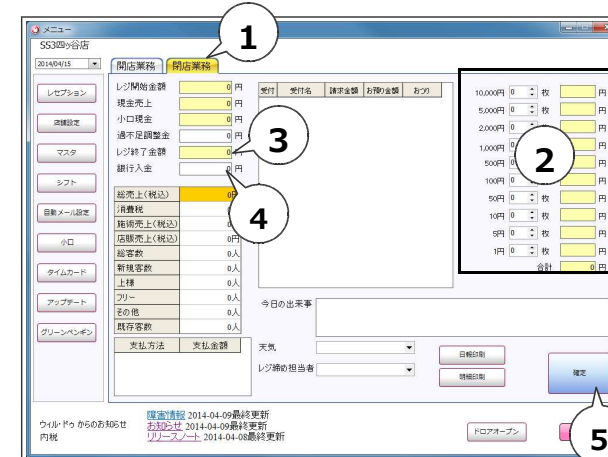 メニュー
SS3四ッ谷店
2014/04/15
開店業務 閉店業務
1
レセプション
店舗設定
マスタ
シフト
自動メール設定
小口
タイムカード
アップデート
グリーンペンギン
レジ開始金額 0 円
現金売上 0 円
小口現金 0 円
過不足調整金 0 円
レジ終了金額 0 円
銀行入金 0 円
3
4
総売上(税込) 0円
消費税
施術売上(税込)
店販売上(税込) 0円
総客数 0人
新規客数 0人
上様 0人
フリー 0人
その他 0人
既存客数 0人
支払方法 支払金額
受付 受付名 請求金額 お預り金額 おつり
10,000円 0 枚 円
5,000円 0 枚 円
2,000円 0 枚 円
1,000円 0 枚 円
500円 0 枚 円
100円 0 枚 円
50円 0 枚 円
10円 0 枚 円
5円 0 枚 円
1円 0 枚 円
合計 0 円
2
今日の出来事
天気
レジ締め担当者
日報印刷
明細印刷
確定
5
ウィル・ドゥ からのお知らせ
内税
障害情報 2014-04-09最終更新
お知らせ 2014-04-09最終更新
リリースノート 2014-04-08最終更新
ドロアオープン